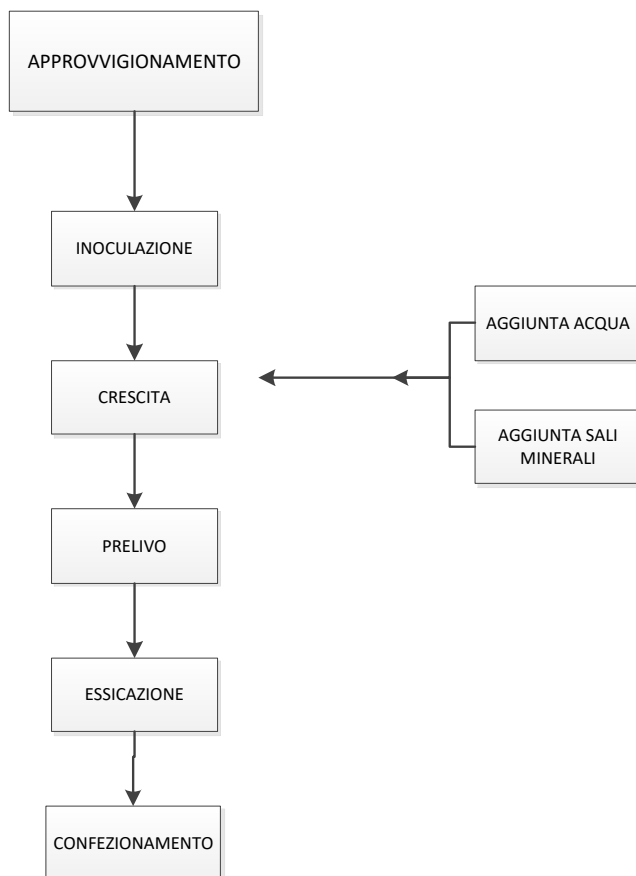 APPROVVIGIONAMENTO
INOCULAZIONE
CRESCITA
AGGIUNTA ACQUA
AGGIUNTA SALI
MINERALI
PRELIVO
ESSICAZIONE
CONFEZIONAMENTO